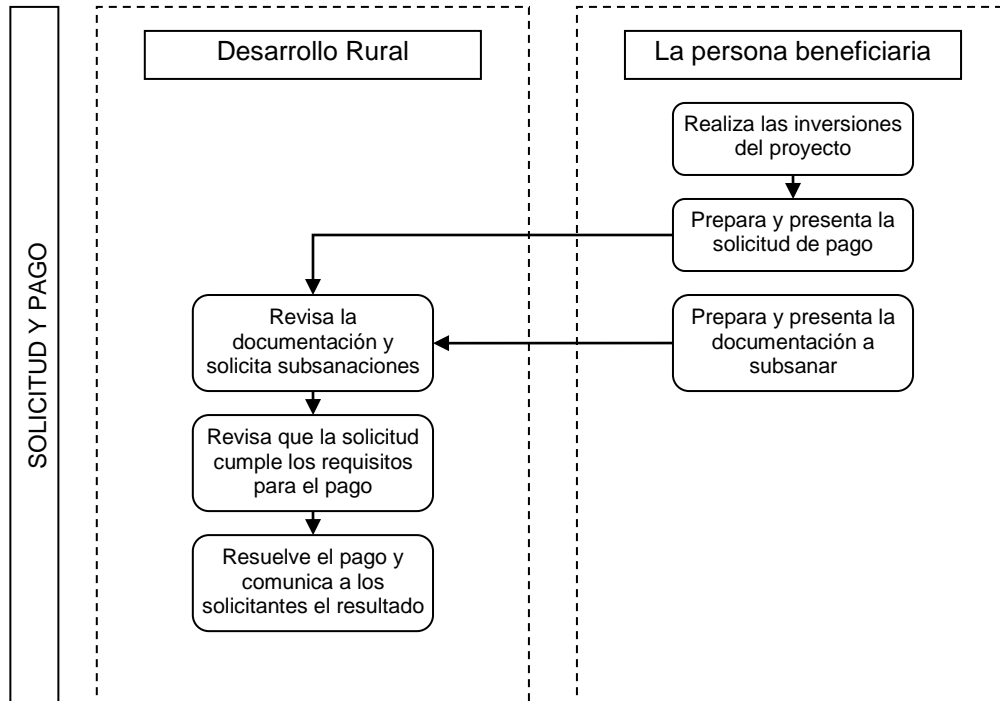 SOLICITUD Y PAGO
Desarrollo Rural
La persona beneficiaria
Realiza las inversiones
del proyecto
Prepara y presenta la
solicitud de pago
Revisa la
documentación y
solicita subsanaciones
Prepara y presenta la
documentación a
subsanar
Revisa que la solicitud
cumple los requisitos
para el pago
Resuelve el pago y
comunica a los
solicitantes el resultado